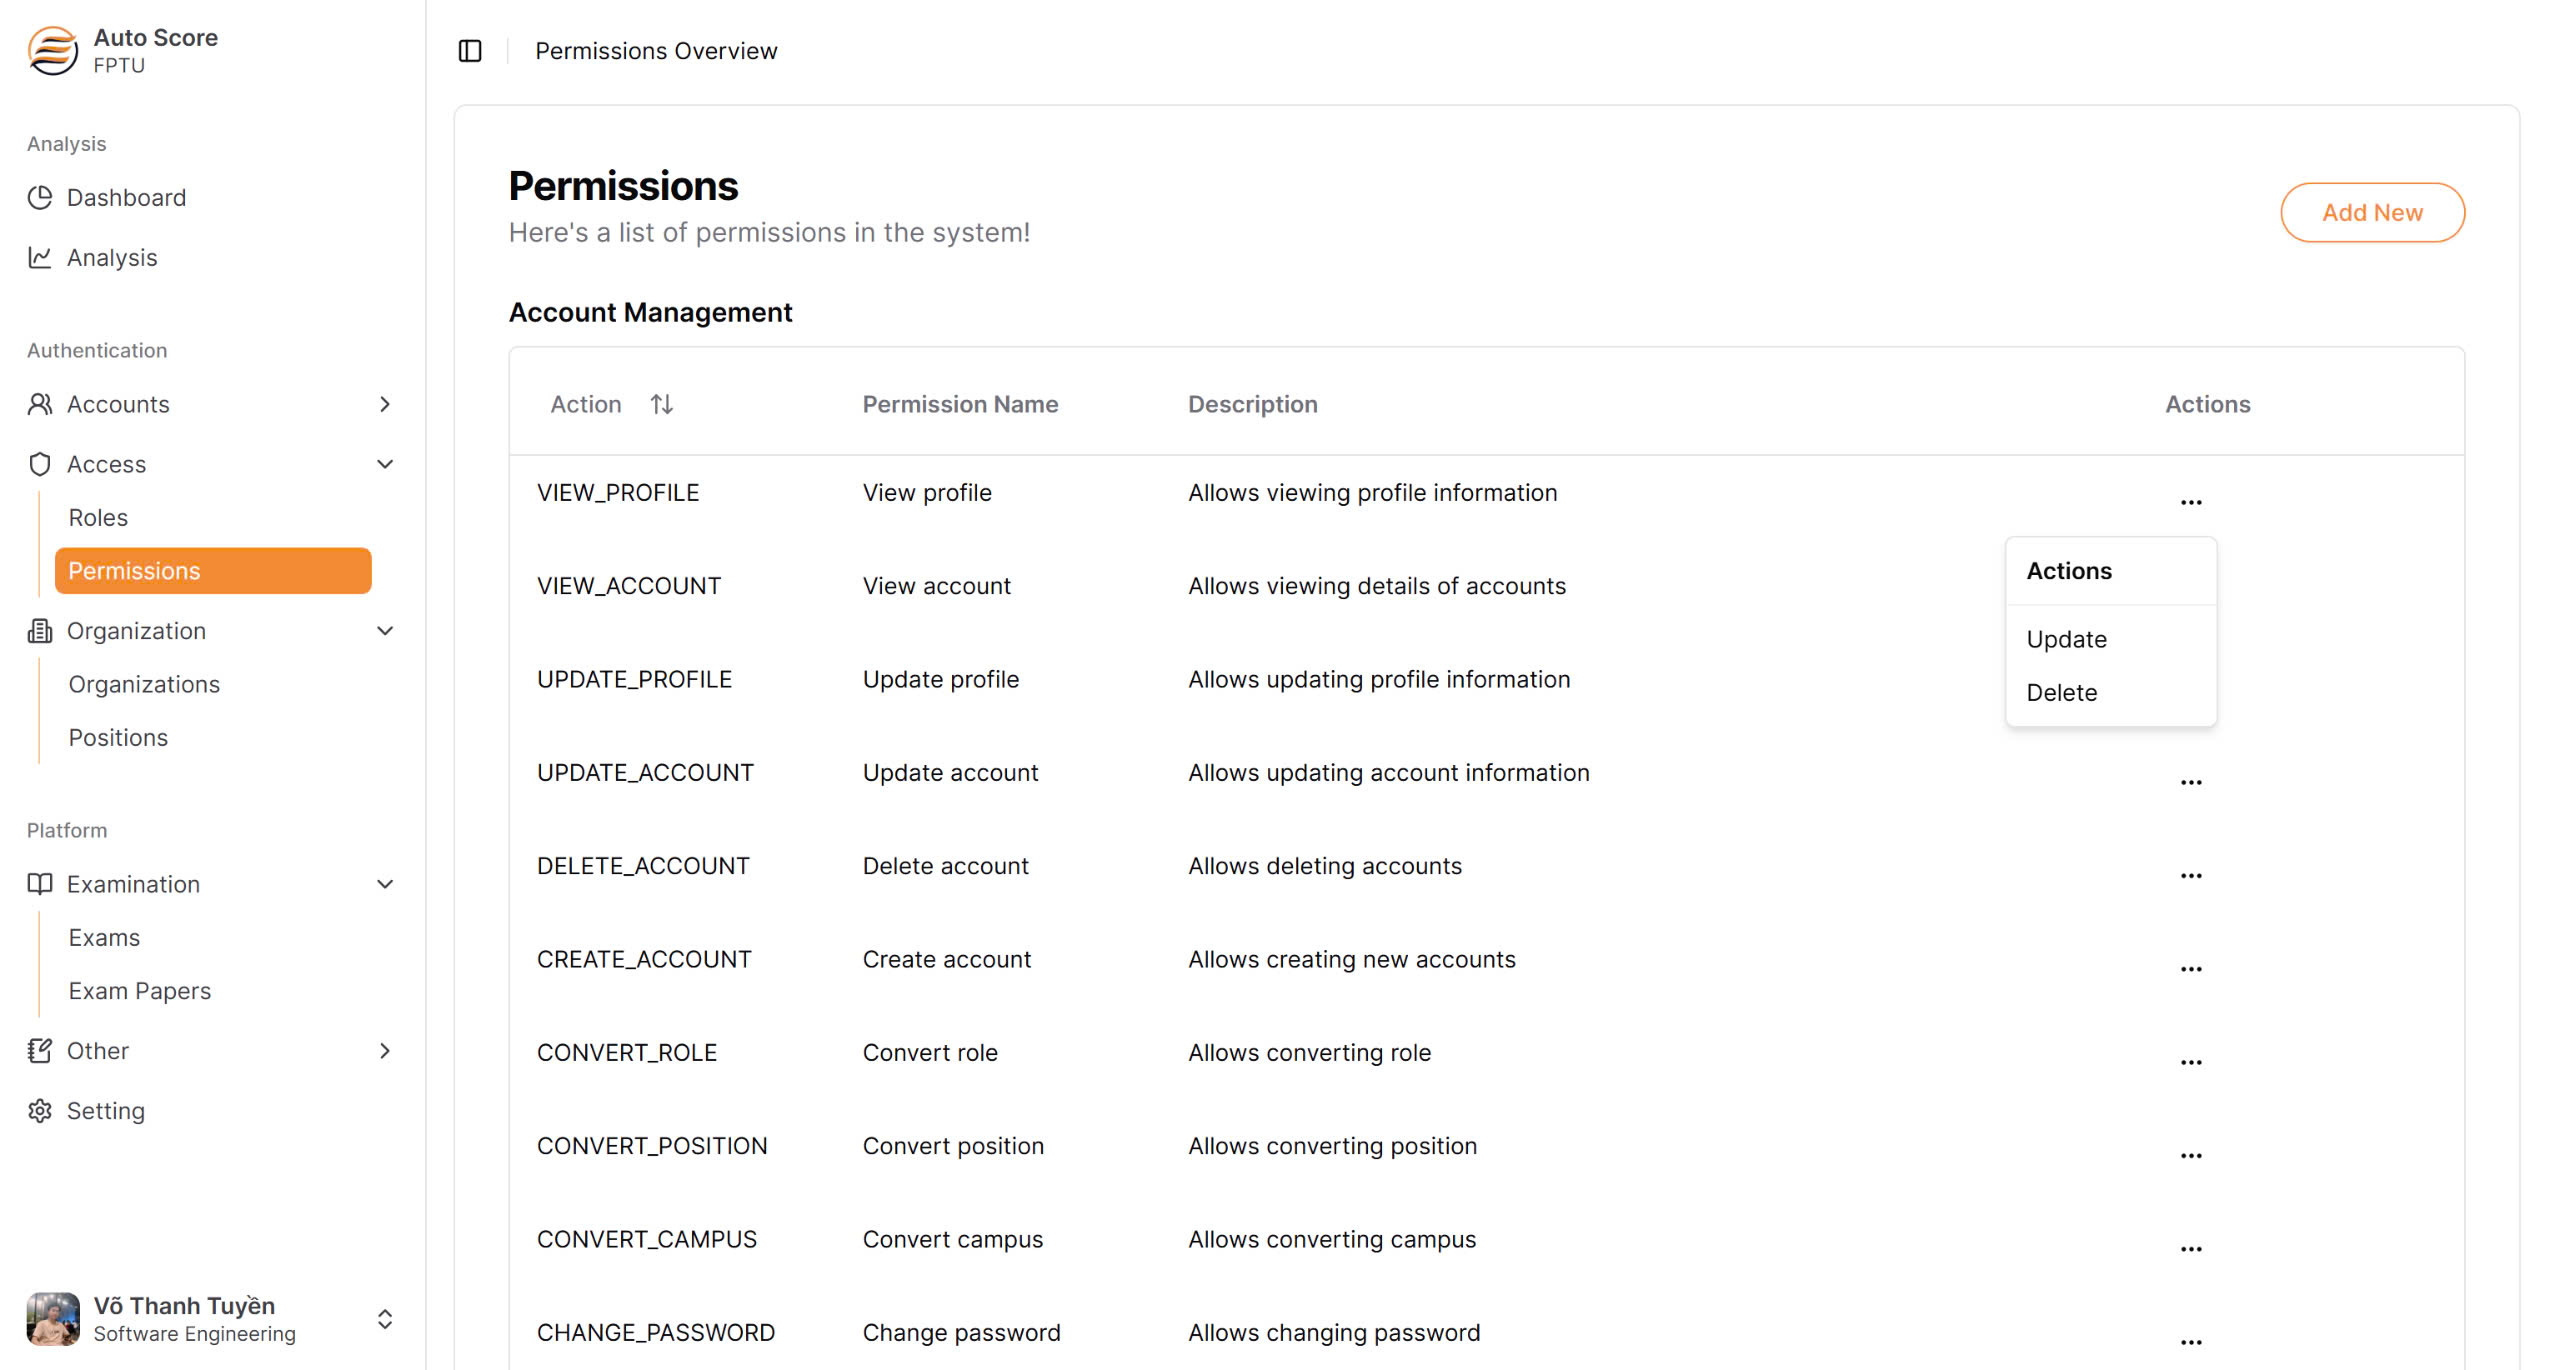 Auto Score
FPTU
Analysis
Dashboard
Analysis
Authentication
Accounts
Access
Roles
Permissions
Organization
Organizations
Positions
Platform
Examination
Exams
Exam Papers
Other
Setting
Võ Thanh Tuyền
Software Engineering
Permissions Overview
Permissions
Here's a list of permissions in the system!
Add New
Account Management
Action Permission Name Description Actions
VIEW_PROFILE View profile Allows viewing profile information ...
VIEW_ACCOUNT View account Allows viewing details of accounts
UPDATE_PROFILE Update profile Allows updating profile information
UPDATE_ACCOUNT Update account Allows updating account information ...
DELETE_ACCOUNT Delete account Allows deleting accounts ...
CREATE_ACCOUNT Create account Allows creating new accounts ...
CONVERT_ROLE Convert role Allows converting role ...
CONVERT_POSITION Convert position Allows converting position ...
CONVERT_CAMPUS Convert campus Allows converting campus ...
CHANGE_PASSWORD Change password Allows changing password ...
Actions
Update
Delete